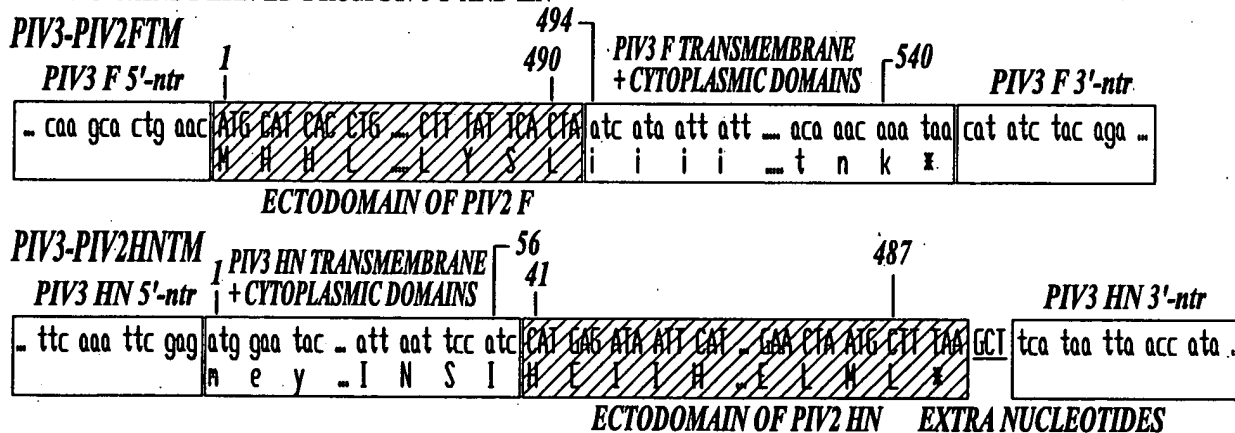 PIV3-PIV2FTM
494
PIV3 F TRANSMEMBRANE
+ CYTOPLASMIC DOMAINS
1
490
540
PIV3 F 5'-ntr
PIV3 F 3'-ntr
... caa gca ctg aac ATG CAT CAC CTG ..... CTT TAT TCA CTA atc ata att att ..... aca aac aaa taa cat atc tac aga ...
M H H L ..... L Y S L i i i i ..... t n k *
ECTODOMAIN OF PIV2 F
PIV3-PIV2HNTM
1
PIV3 HN TRANSMEMBRANE
+ CYTOPLASMIC DOMAINS
56
41
487
PIV3 HN 5'-ntr
PIV3 HN 3'-ntr
... ttc aaa ttc gag atg gaa tac ... att aat tcc atc CAT GAG ATA ATT CAT ... GAA CTA ATG CTT TAA GCT tca taa tta acc ata ...
m e y ... I N S I H E I I H ... E L M L *
ECTODOMAIN OF PIV2 HN
EXTRA NUCLEOTIDES